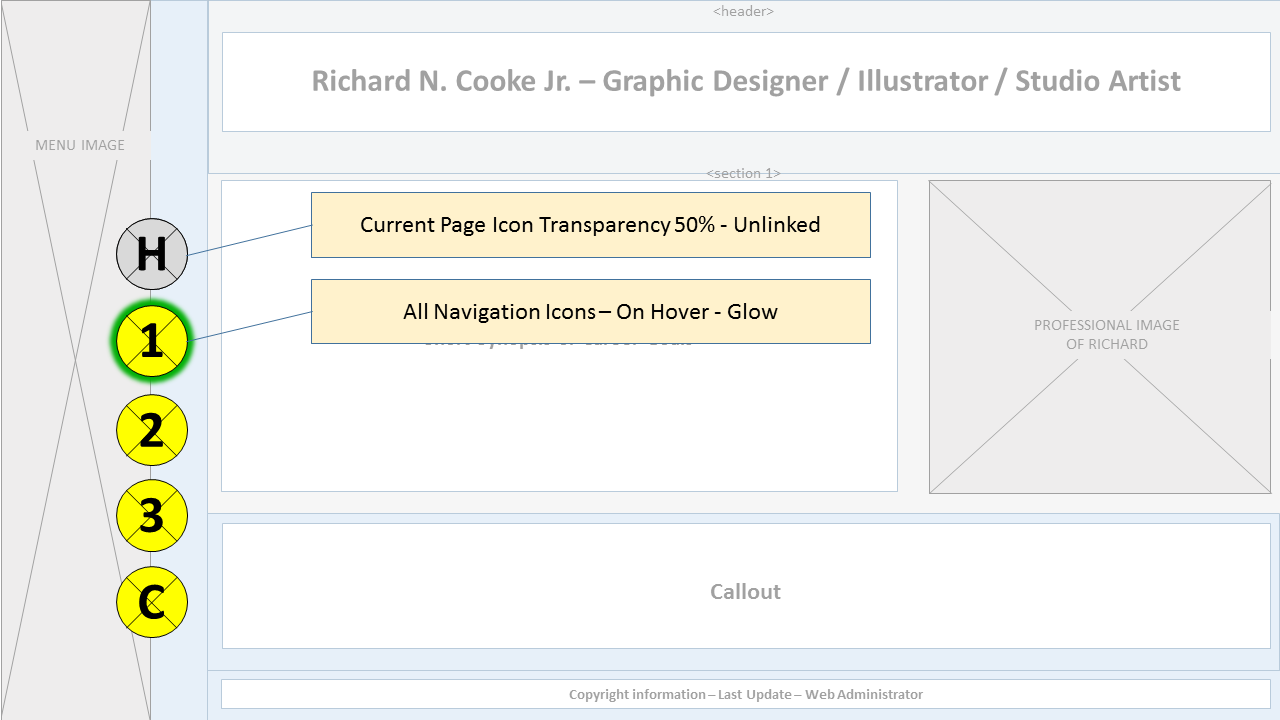 <header>
Richard N. Cooke Jr. – Graphic Designer / Illustrator / Studio Artist
MENU IMAGE
<section 1>
Current Page Icon Transparency 50% - Unlinked
H
All Navigation Icons – On Hover - Glow
1
PROFESSIONAL IMAGE
OF RICHARD
2
3
Callout
C
Copyright information – Last Update – Web Administrator